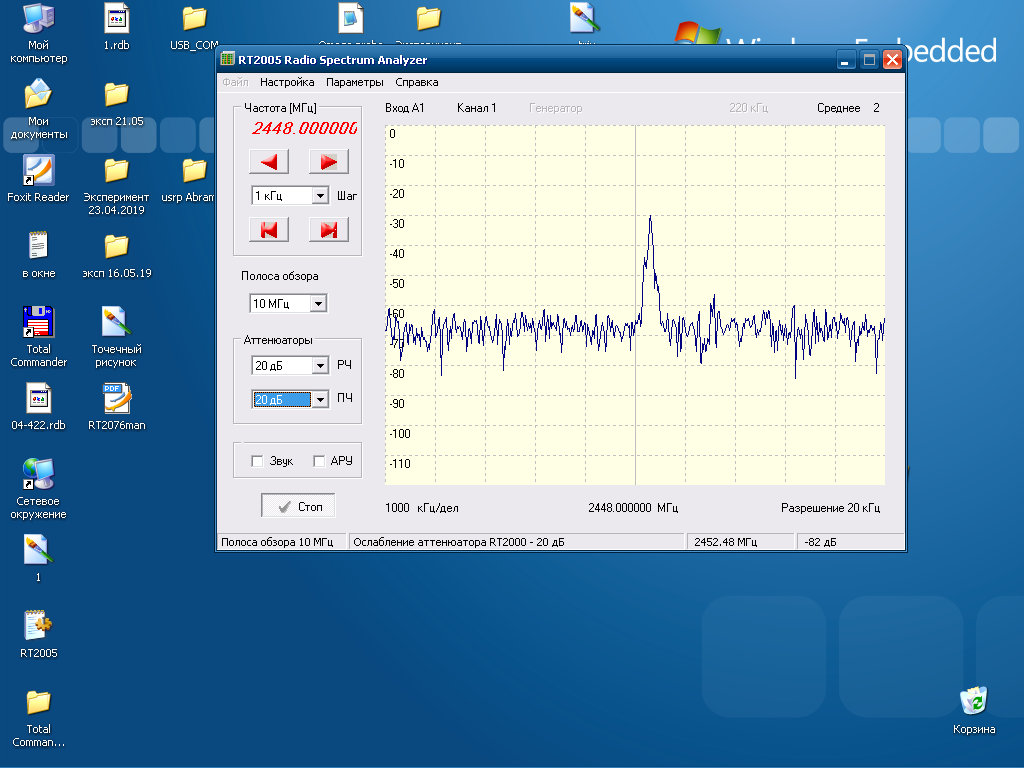 Мой
компьютер
1.rdb
USB_COM
Windows Embedded
Мои
документы
эксп 21.05
Foxit Reader
Эксперимент
23.04.2019
usrp Abram
в окне
эксп 16.05.19
Total
Commander
Точечный
рисунок
04-422.rdb
RT2076man
PDF
Сетевое
окружение
1
RT2005
Total
Comman...
Корзина
RT2005 Radio Spectrum Analyzer
Файл Настройка Параметры Справка
Частота [МГц]
2448.000000
1 кГц
Шаг
Полоса обзора
10 МГц
Аттенюаторы
20 дБ
РЧ
20 дБ
ПЧ
Звук
АРУ
Стоп
Вход А1 Канал 1 Генератор 220 кГц Среднее 2
0
-10
-20
-30
-40
-50
-60
-70
-80
-90
-100
-110
1000 кГц/дел 2448.000000 МГц Разрешение 20 кГц
Полоса обзора 10 МГц Ослабление аттенюатора RT2000 - 20 дБ 2452.48 МГц -82 дБ